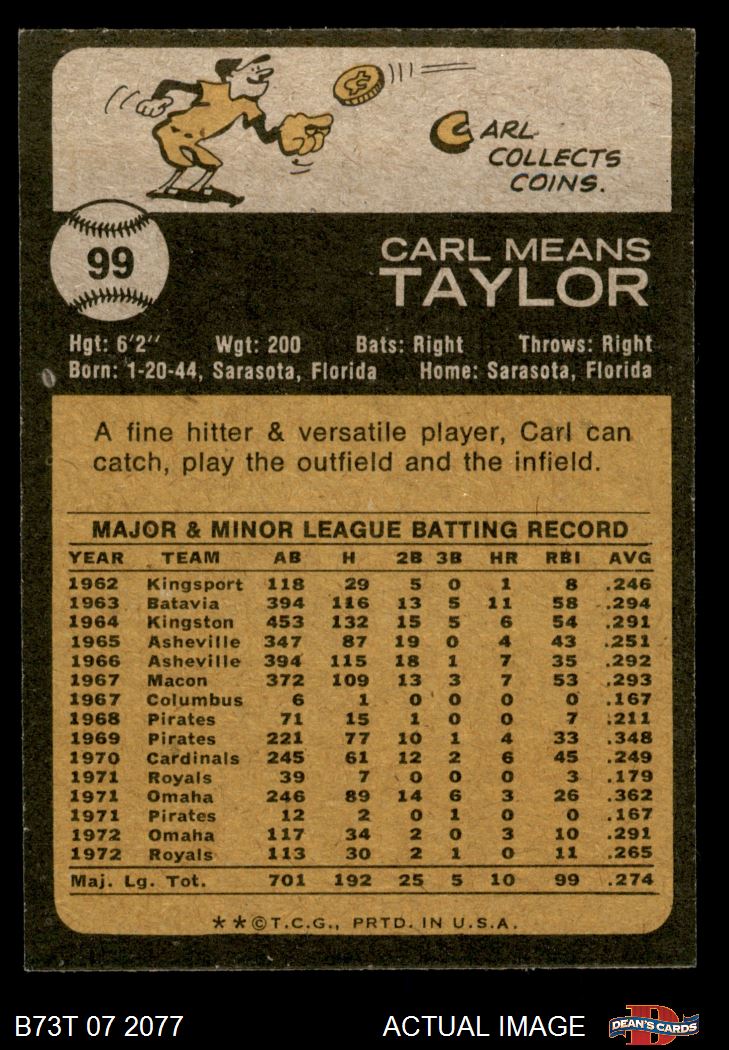 CARL
COLLECTS
COINS.
99
CARL MEANS
TAYLOR
Hgt: 6'2" Wgt: 200 Bats: Right Throws: Right
Born: 1-20-44, Sarasota, Florida Home: Sarasota, Florida
A fine hitter & versatile player, Carl can
catch, play the outfield and the infield.
MAJOR & MINOR LEAGUE BATTING RECORD
YEAR TEAM AB H 2B 3B HR RBI AVG
1962 Kingsport 118 29 5 0 1 8 .246
1963 Batavia 394 116 13 5 11 58 .294
1964 Kingston 453 132 15 5 6 54 .291
1965 Asheville 347 87 19 0 4 43 .251
1966 Asheville 394 115 18 1 7 35 .292
1967 Macon 372 109 13 3 7 53 .293
1967 Columbus 6 1 0 0 0 0 .167
1968 Pirates 71 15 1 0 0 7 .211
1969 Pirates 221 77 10 1 4 33 .348
1970 Cardinals 245 61 12 2 6 45 .249
1971 Royals 39 7 0 0 0 3 .179
1971 Omaha 246 89 14 6 3 26 .362
1971 Pirates 12 2 0 1 0 0 .167
1972 Omaha 117 34 2 0 3 10 .291
1972 Royals 113 30 2 1 0 11 .265
Maj. Lg. Tot. 701 192 25 5 10 99 .274
**©T.C.G., PRTD. IN U.S.A.
B73T 07 2077 ACTUAL IMAGE DEAN'S CARDS